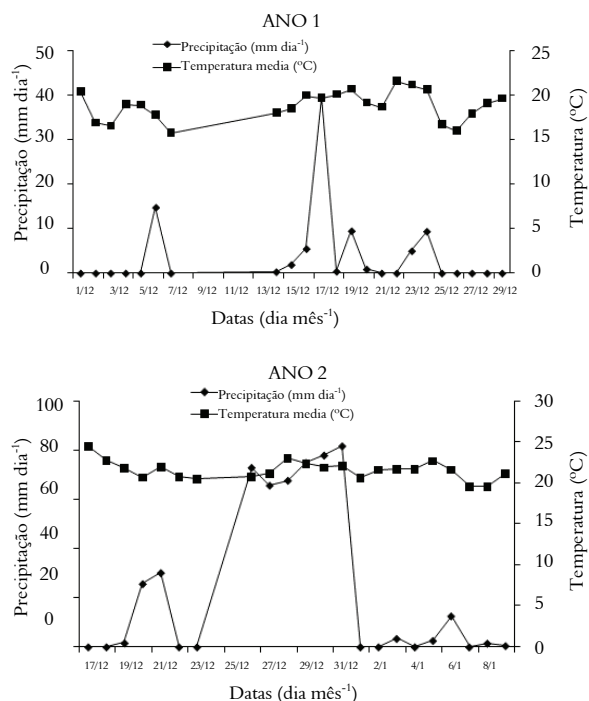 ANO 1
Precipitação (mm dia-1)
Temperatura media (ºC)
50 40 30 20 10 0
25 20 15 10 5 0
Precipitação (mm dia-1)
Temperatura (ºC)
1/12 3/12 5/12 7/12 9/12 11/12 13/12 15/12 17/12 19/12 21/12 23/12 25/12 27/12 29/12
Datas (dia mês-1)
ANO 2
Precipitação (mm dia-1)
Temperatura media (ºC)
100 80 60 40 20 0
30 25 20 15 10 5 0
Precipitação (mm dia-1)
Temperatura (ºC)
17/12 19/12 21/12 23/12 25/12 27/12 29/12 31/12 2/1 4/1 6/1 8/1
Datas (dia mês-1)